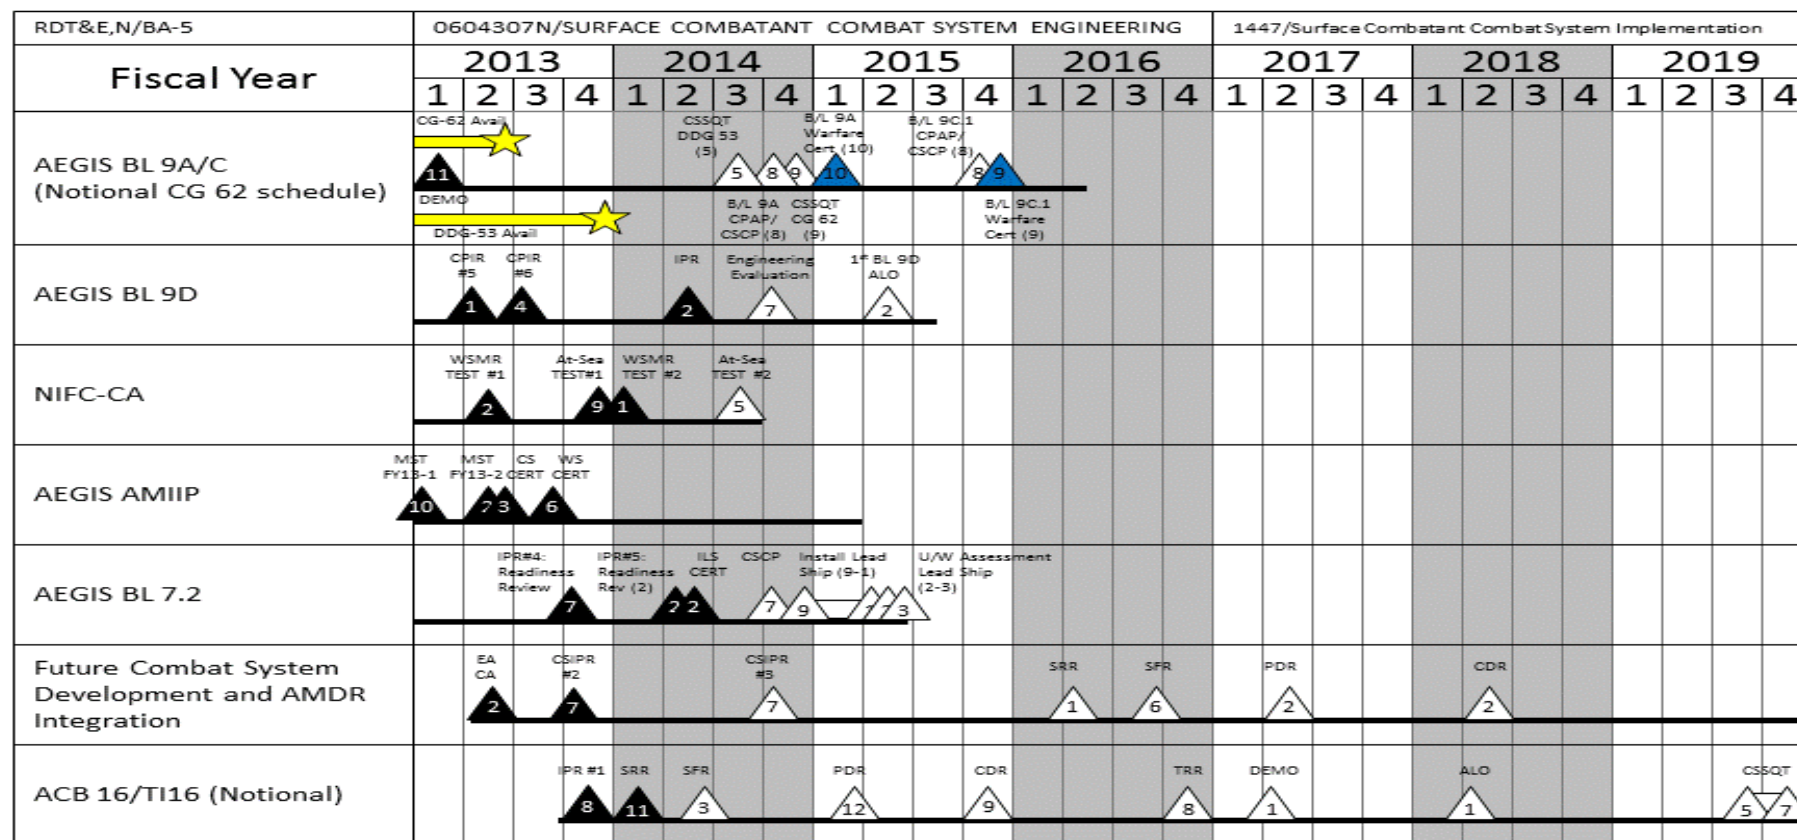 RDT&E,N/BA-5
0604307N/SURFACE COMBATANT COMBAT SYSTEM ENGINEERING
1447/Surface Combatant Combat System Implementation
Fiscal Year
2013 2014 2015 2016 2017 2018 2019
1 2 3 4 1 2 3 4 1 2 3 4 1 2 3 4 1 2 3 4 1 2 3 4 1 2 3 4
AEGIS BL 9A/C
(Notional CG 62 schedule)
CG-62 Avail
11
DEMO
DDG-53 Avail
CSSQT
DDG 53
(5)
5 8 9
B/L 9A
CPAP/
CSCP (8)
CSSQT
CG 62
(9)
B/L 9A
Warfare
Cert (10)
10
B/L 9C.1
CPAP/
CSCP (8)
8 9
B/L 9C.1
Warfare
Cert (9)
AEGIS BL 9D
CPIR
#5
1
CPIR
#6
4
IPR
2
Engineering
Evaluation
7
1st BL 9D
ALO
2
NIFC-CA
WSMR
TEST #1
2
At-Sea
TEST#1
9
WSMR
TEST #2
1
At-Sea
TEST #2
5
AEGIS AMIIP
MST
FY13-1
10
MST
FY13-2
CS
CERT
3
WS
CERT
6
AEGIS BL 7.2
IPR#4:
Readiness
Review
7
IPR#5:
Readiness
Rev (2)
2
ILS
CERT
2
CSCP
7
Install Lead
Ship (9-1)
9
U/W Assessment
Lead Ship
(2-3)
3
Future Combat System
Development and AMDR
Integration
EA
CA
2
CSIPR
#2
7
CSIPR
#3
7
SRR
1
SFR
6
PDR
2
CDR
2
ACB 16/TI16 (Notional)
IPR #1
8
SRR
11
SFR
3
PDR
12
CDR
9
TRR
8
DEMO
1
ALO
1
CSSQT
5 7